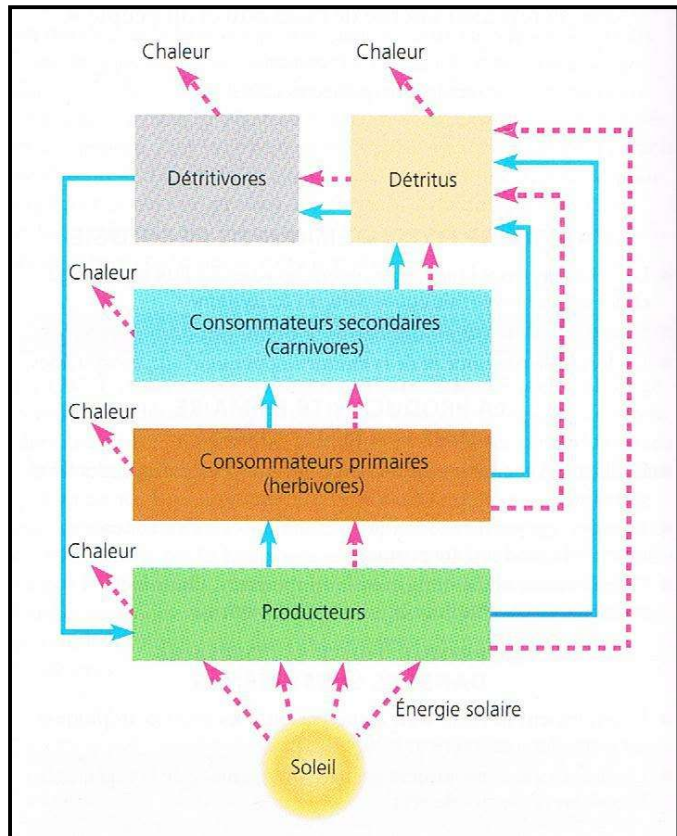 Chaleur
Chaleur
Détritivores
Détritus
Chaleur
Consommateurs secondaires
(carnivores)
Chaleur
Consommateurs primaires
(herbivores)
Chaleur
Producteurs
Énergie solaire
Soleil